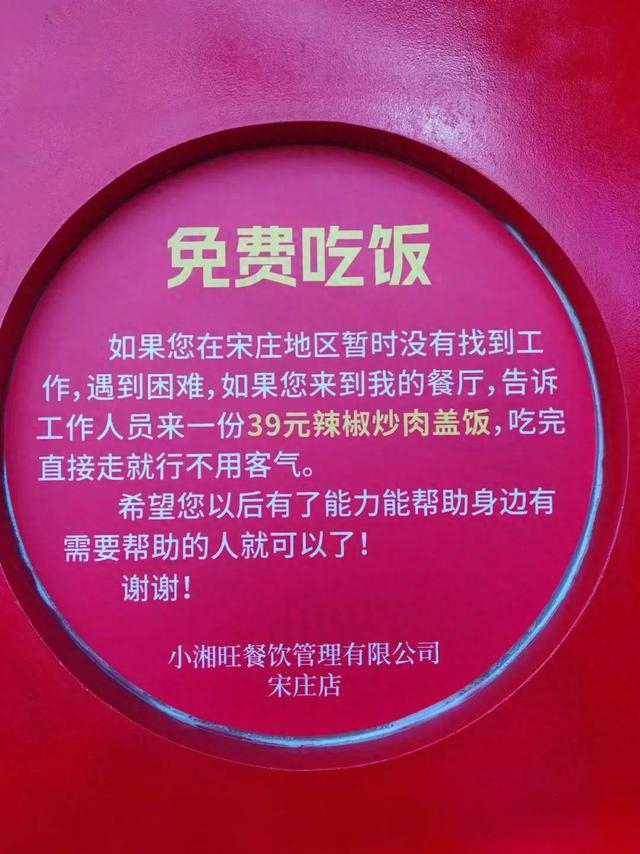 免费吃饭
如果您在宋庄地区暂时没有找到工
作,遇到困难,如果您来到我的餐厅,告诉
工作人员来一份39元辣椒炒肉盖饭,吃完
直接走就行不用客气。
希望您以后有了能力能帮助身边有
需要帮助的人就可以了!
谢谢!
小湘旺餐饮管理有限公司
宋庄店